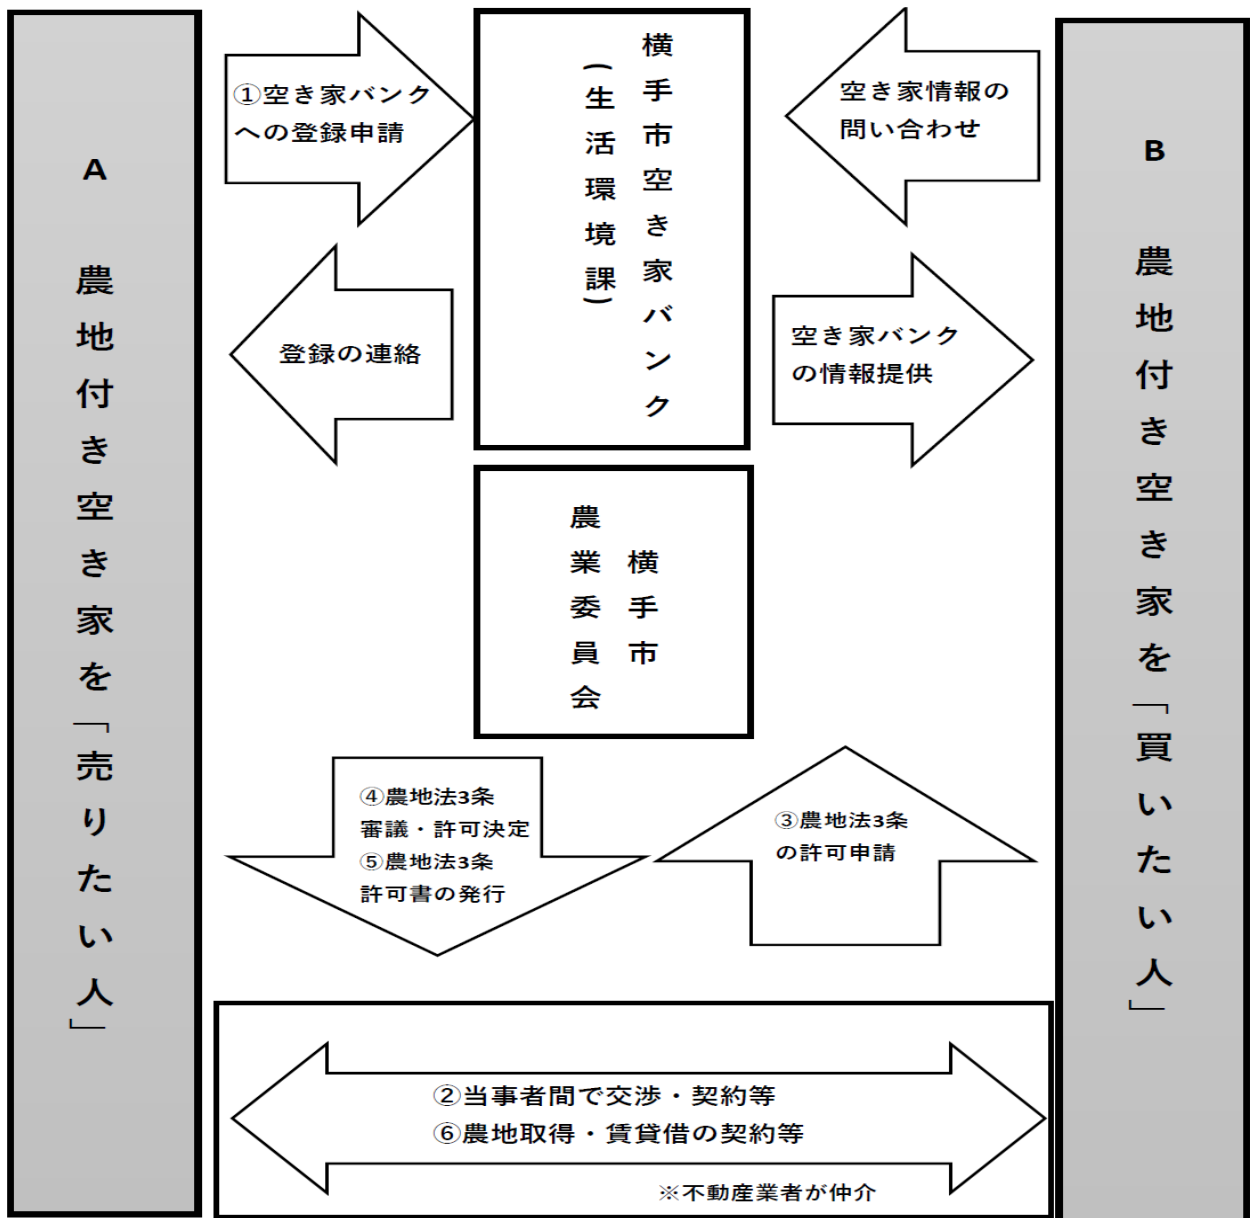 A 農地付き空き家を「売りたい人」
①空き家バンク
への登録申請
登録の連絡
横手市空き家バンク
(生活環境課)
空き家情報の
問い合わせ
空き家バンク
の情報提供
B 農地付き空き家を「買いたい人」
横手市
農業委員会
④農地法3条
審議・許可決定
⑤農地法3条
許可書の発行
③農地法3条
の許可申請
②当事者間で交渉・契約等
⑥農地取得・賃貸借の契約等
※不動産業者が仲介